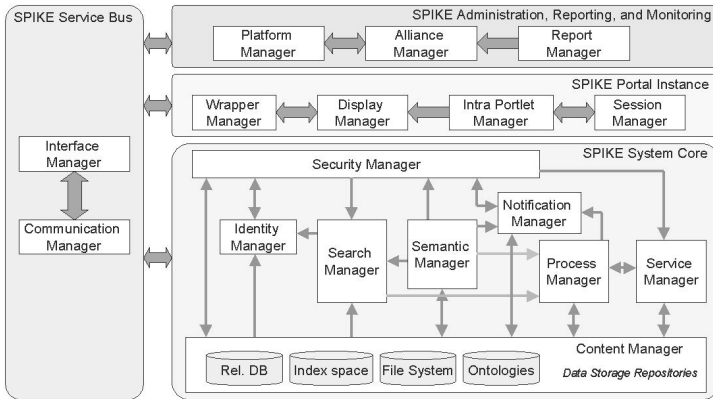 SPIKE Service Bus
Interface
Manager
Communication
Manager
SPIKE Administration, Reporting, and Monitoring
Platform
Manager
Alliance
Manager
Report
Manager
SPIKE Portal Instance
Wrapper
Manager
Display
Manager
Intra Portlet
Manager
Session
Manager
SPIKE System Core
Security Manager
Notification
Manager
Identity
Manager
Search
Manager
Semantic
Manager
Process
Manager
Service
Manager
Content Manager
Rel. DB
Index space
File System
Ontologies
Data Storage Repositories